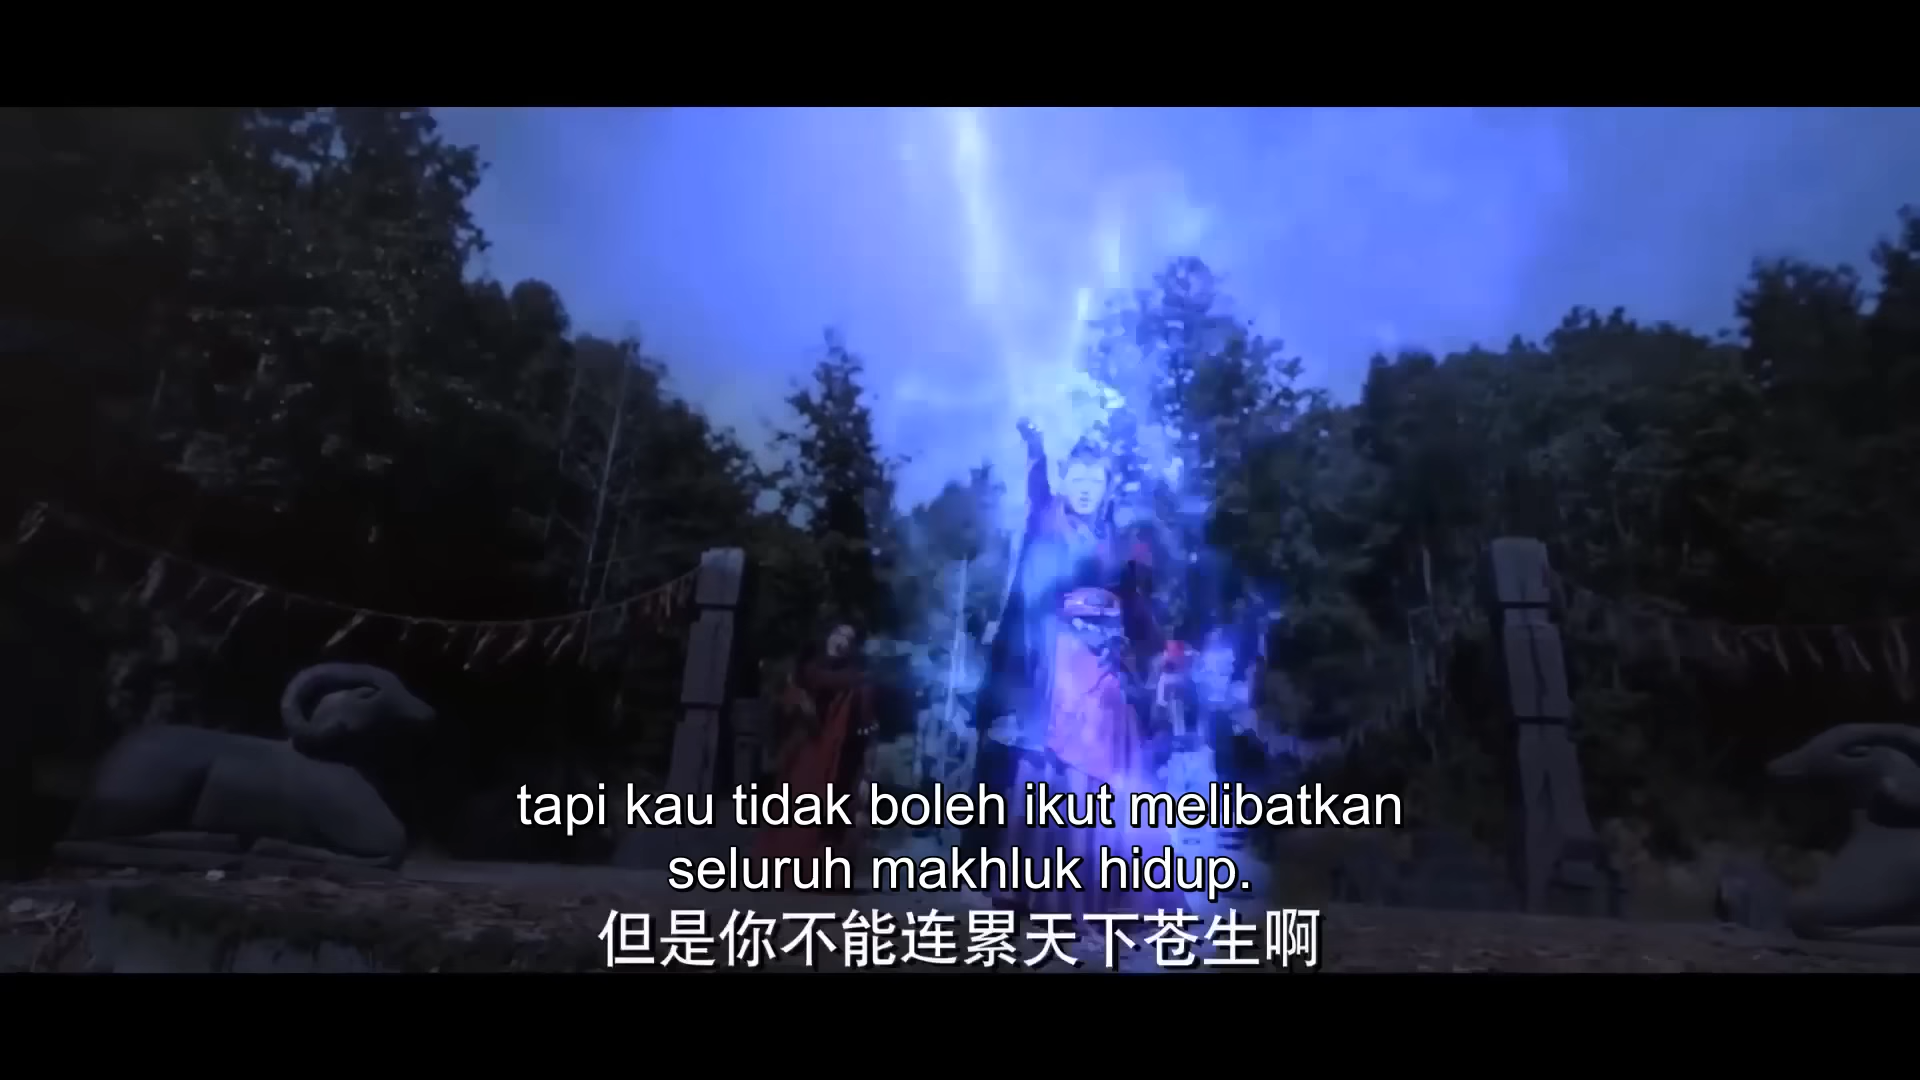 tapi kau tidak boleh ikut melibatkan
seluruh makhluk hidup.
但是你不能连累天下苍生啊